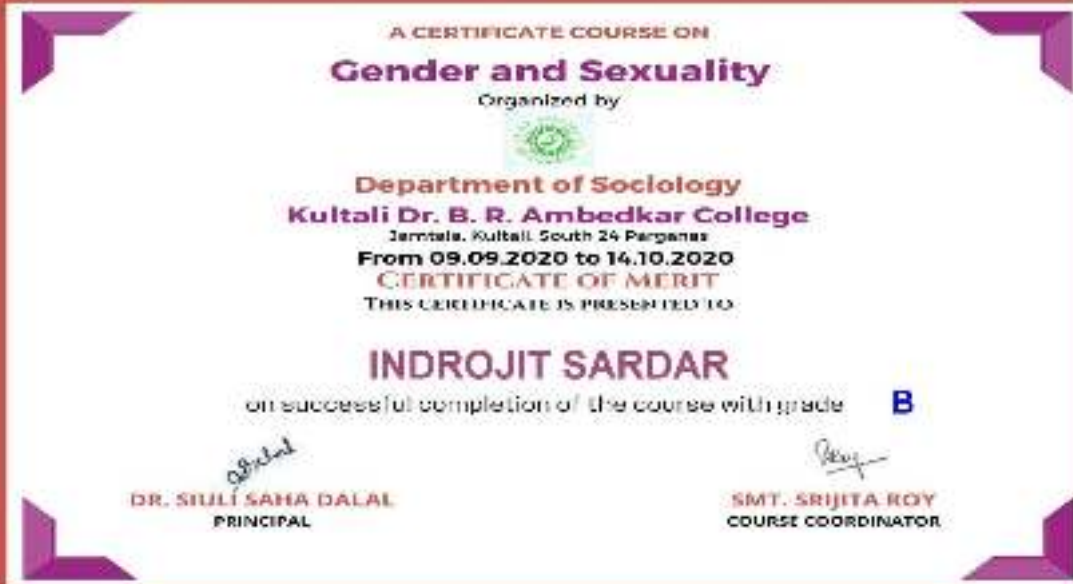 A CERTIFICATE COURSE ON
Gender and Sexuality
Organized by
Department of Sociology
Kultali Dr. B. R. Ambedkar College
Jamtala, Kultali, South 24 Parganas
From 09.09.2020 to 14.10.2020
CERTIFICATE OF MERIT
THIS CERTIFICATE IS PRESENTED TO
INDROJIT SARDAR
on successful completion of the course with grade B
DR. SIULI SAHA DALAL
PRINCIPAL
SMT. SRIJITA ROY
COURSE COORDINATOR